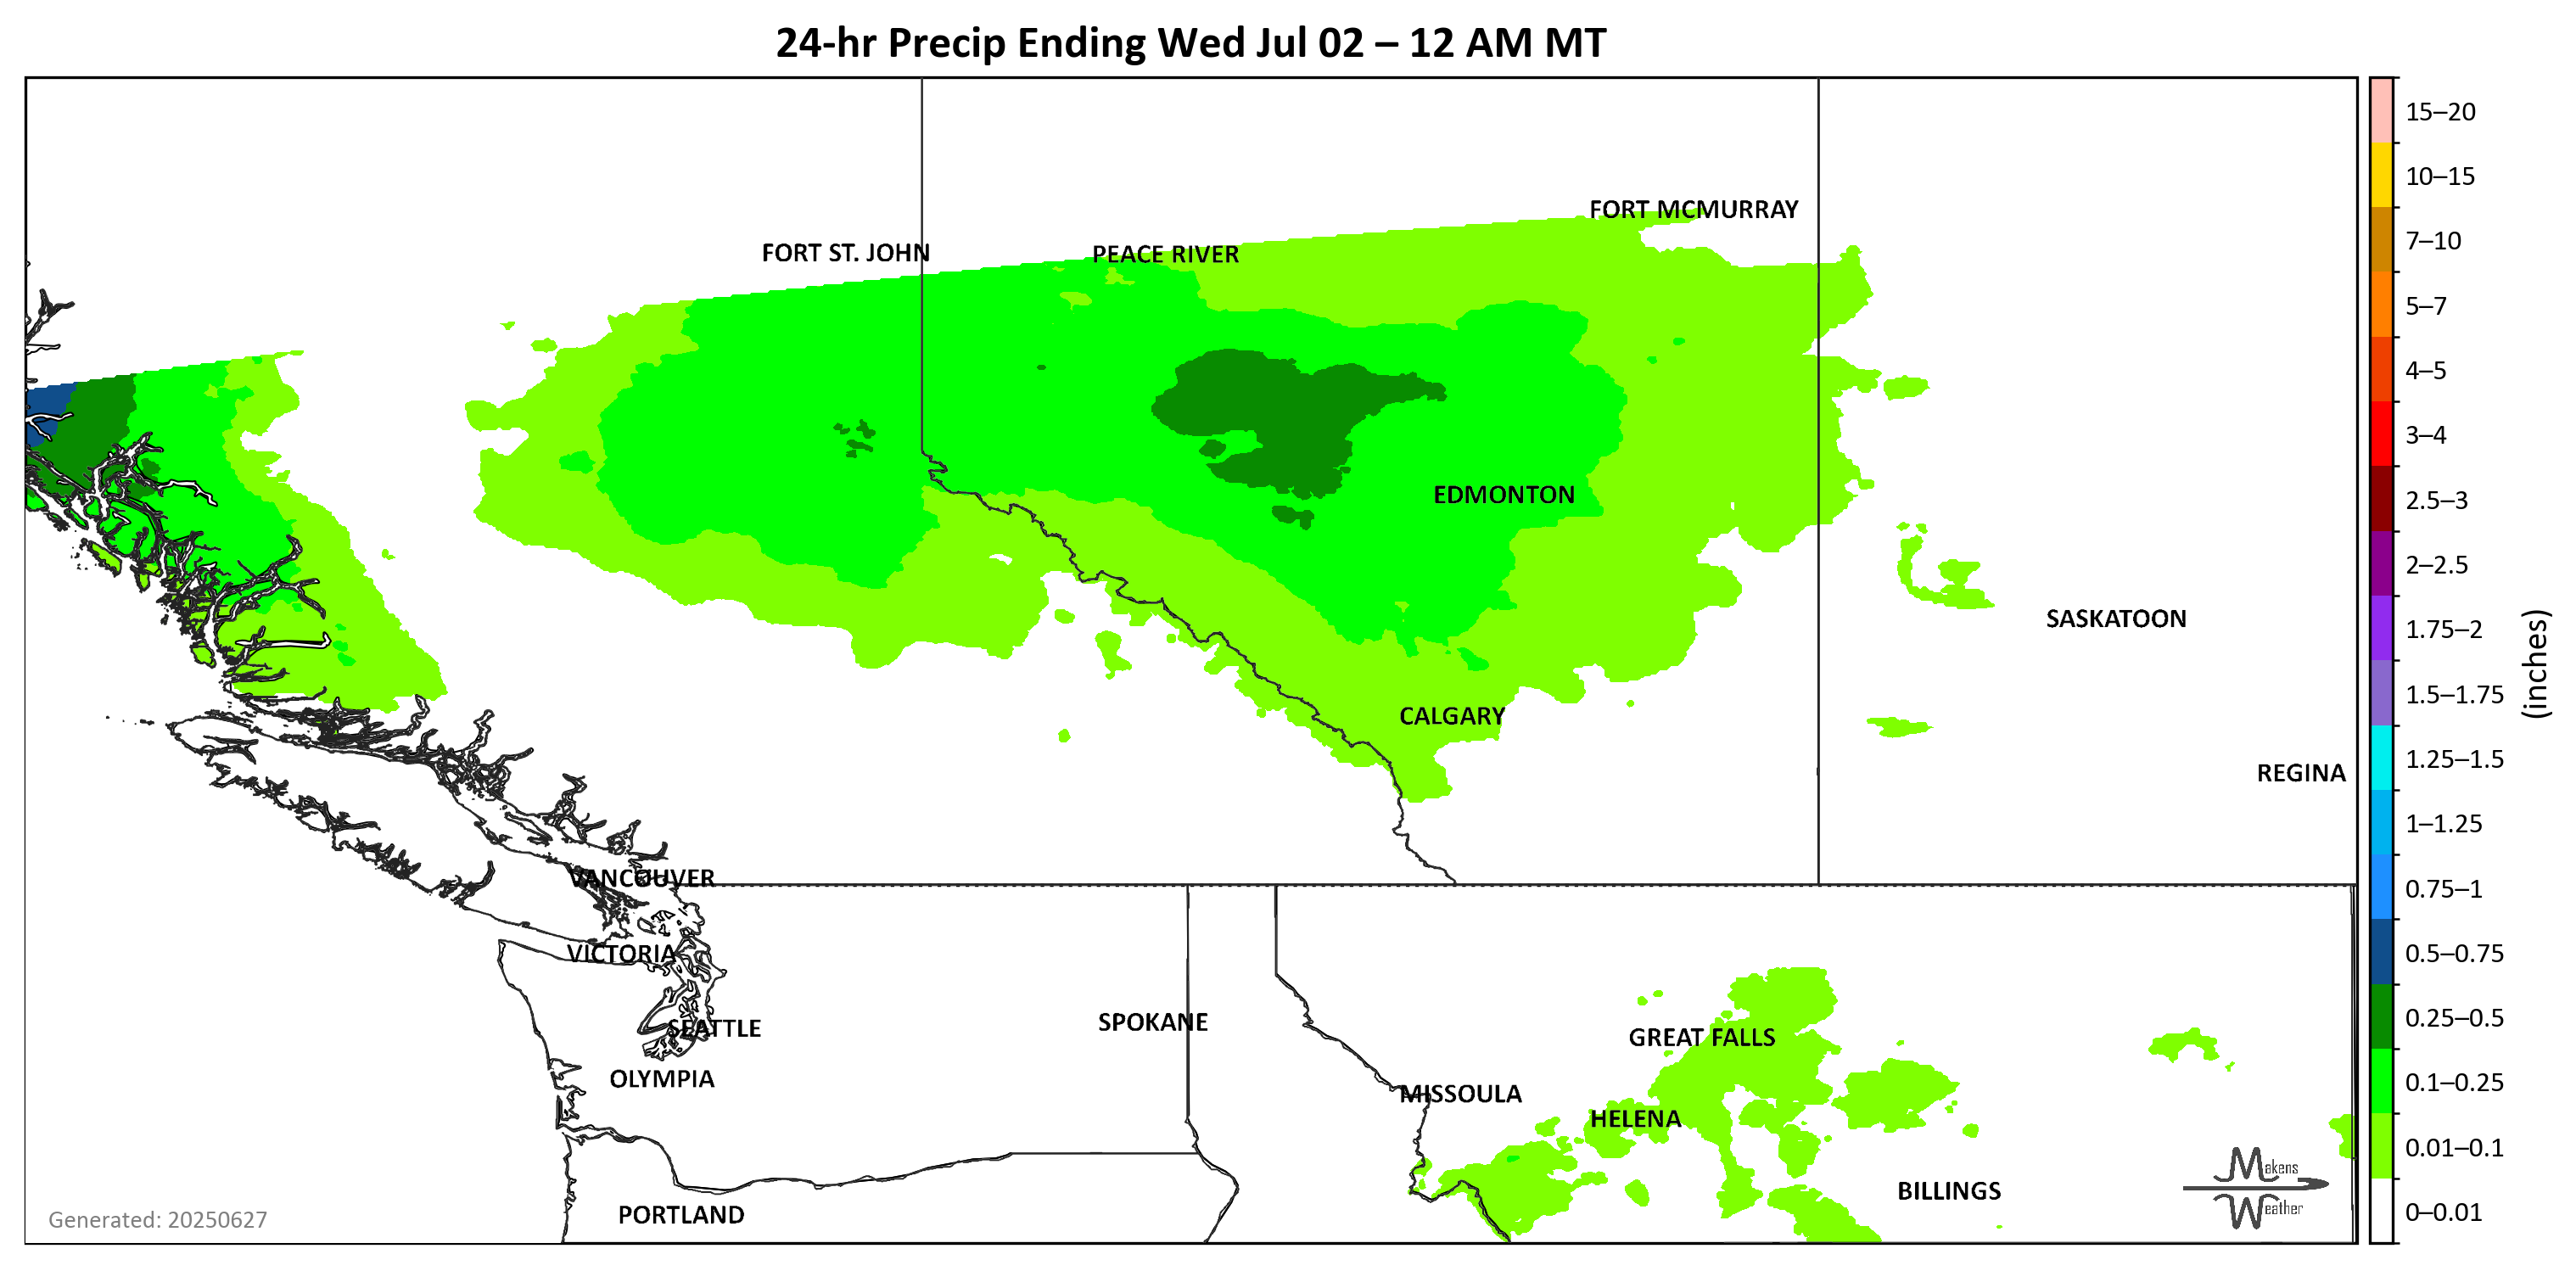 24-hr Precip Ending Wed Jul 02 – 12 AM MT
FORT MCMURRAY
FORT ST. JOHN
PEACE RIVER
EDMONTON
SASKATOON
CALGARY
REGINA
VANCOUVER
VICTORIA
SEATTLE
SPOKANE
GREAT FALLS
OLYMPIA
MISSOULA
HELENA
BILLINGS
PORTLAND
Generated: 20250627
Makens
Weather
15–20
10–15
7–10
5–7
4–5
3–4
2.5–3
2–2.5
1.75–2
1.5–1.75
1.25–1.5
1–1.25
0.75–1
0.5–0.75
0.25–0.5
0.1–0.25
0.01–0.1
0–0.01
(inches)